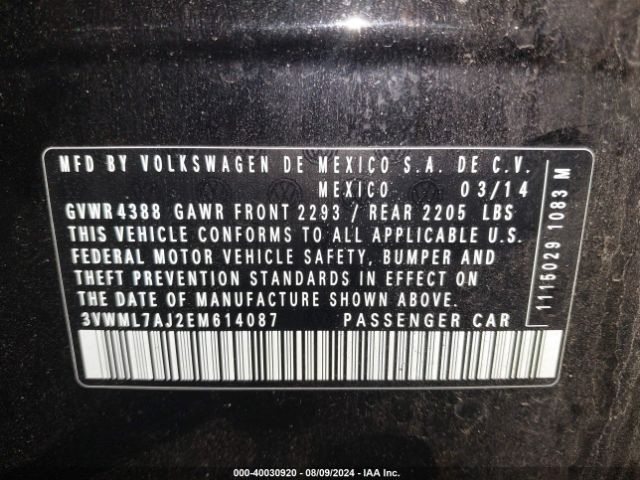 MFD BY VOLKSWAGEN DE MEXICO S.A. DE C.V.
MEXICO 03/14
GVWR4388 GAWR FRONT 2293 / REAR 2205 LBS
THIS VEHICLE CONFORMS TO ALL APPLICABLE U.S.
FEDERAL MOTOR VEHICLE SAFETY, BUMPER AND
THEFT PREVENTION STANDARDS IN EFFECT ON
THE DATE OF MANUFACTURE SHOWN ABOVE.
3VWML7AJ2EM614087 PASSENGER CAR
1115029 1083 M
000-40030920 - 08/09/2024 - IAA Inc.